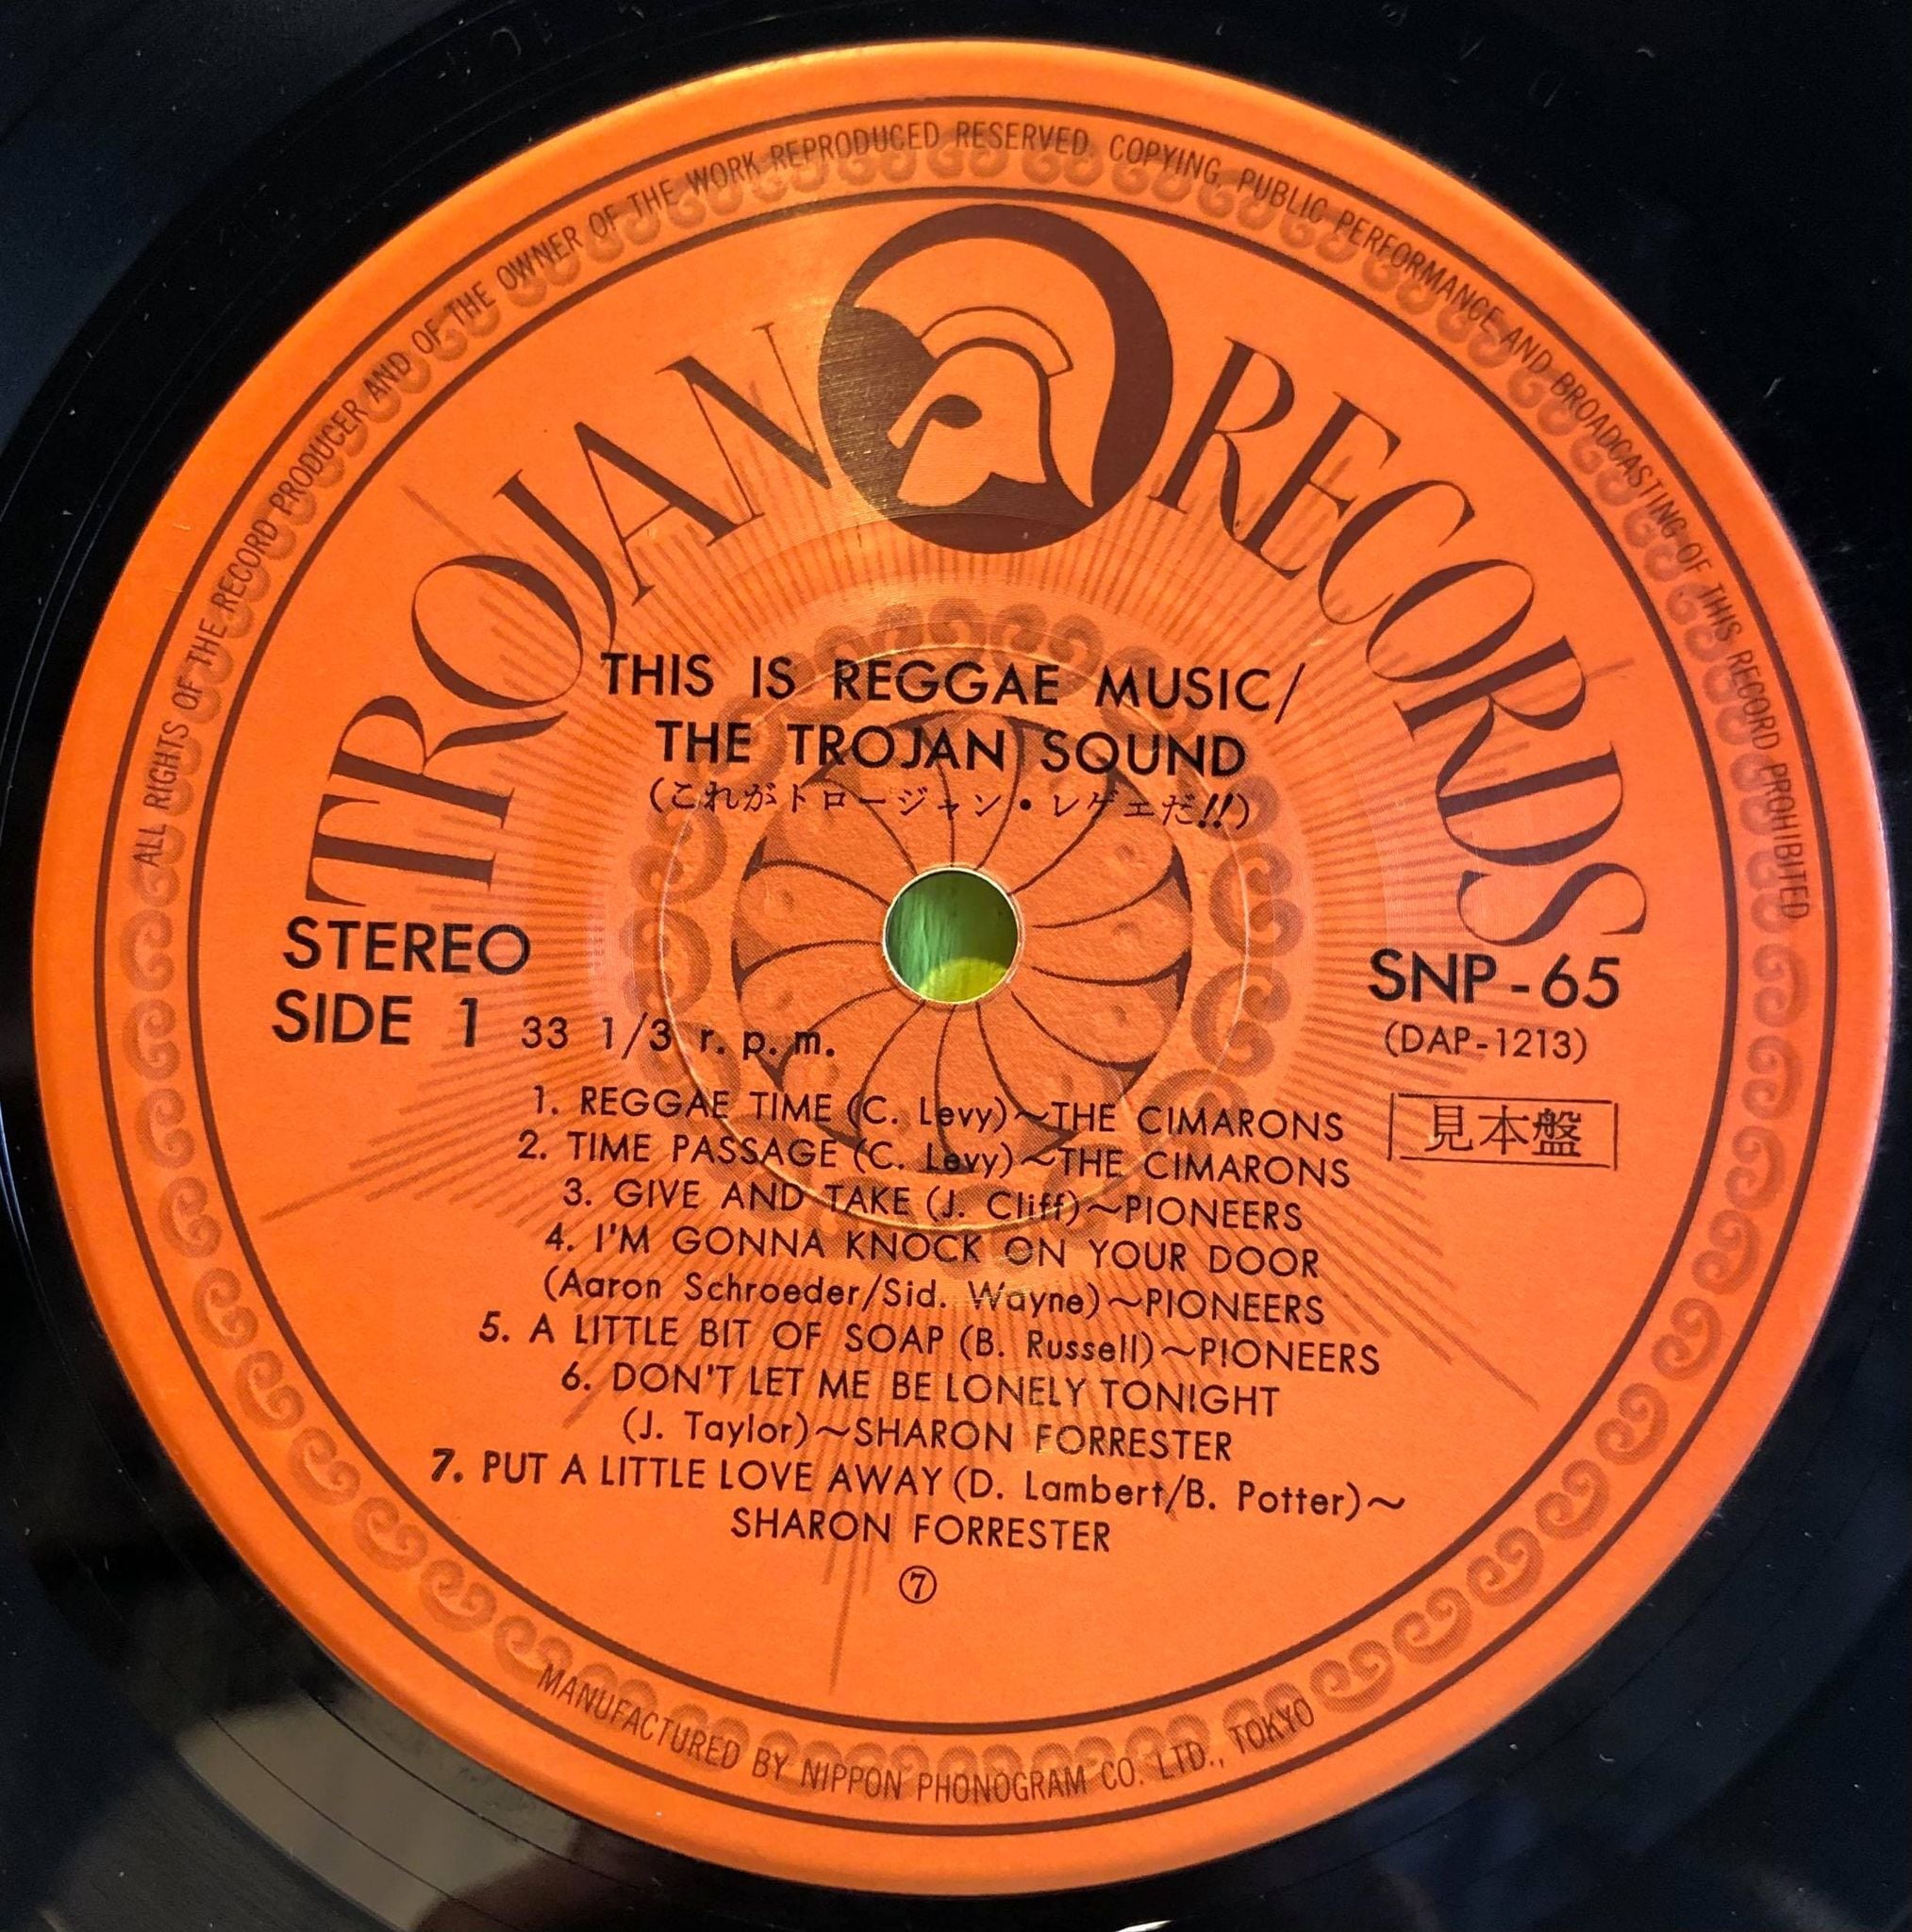 ALL RIGHTS OF THE RECORD PRODUCER AND OF THE OWNER OF THE WORK REPRODUCED RESERVED. COPYING, PUBLIC PERFORMANCE AND BROADCASTING OF THIS RECORD PROHIBITED
TROJAN RECORDS
THIS IS REGGAE MUSIC/
THE TROJAN SOUND
(これがトロージャン・レゲエだ!!)
STEREO
SIDE 1 33 1/3 r. p. m.
SNP-65
(DAP-1213)
見本盤
1. REGGAE TIME (C. Levy)~THE CIMARONS
2. TIME PASSAGE (C. Levy)~THE CIMARONS
3. GIVE AND TAKE (J. Cliff)~PIONEERS
4. I'M GONNA KNOCK ON YOUR DOOR
(Aaron Schroeder/Sid. Wayne)~PIONEERS
5. A LITTLE BIT OF SOAP (B. Russell)~PIONEERS
6. DON'T LET ME BE LONELY TONIGHT
(J. Taylor)~SHARON FORRESTER
7. PUT A LITTLE LOVE AWAY (D. Lambert/B. Potter)~
SHARON FORRESTER
⑦
MANUFACTURED BY NIPPON PHONOGRAM CO. LTD., TOKYO